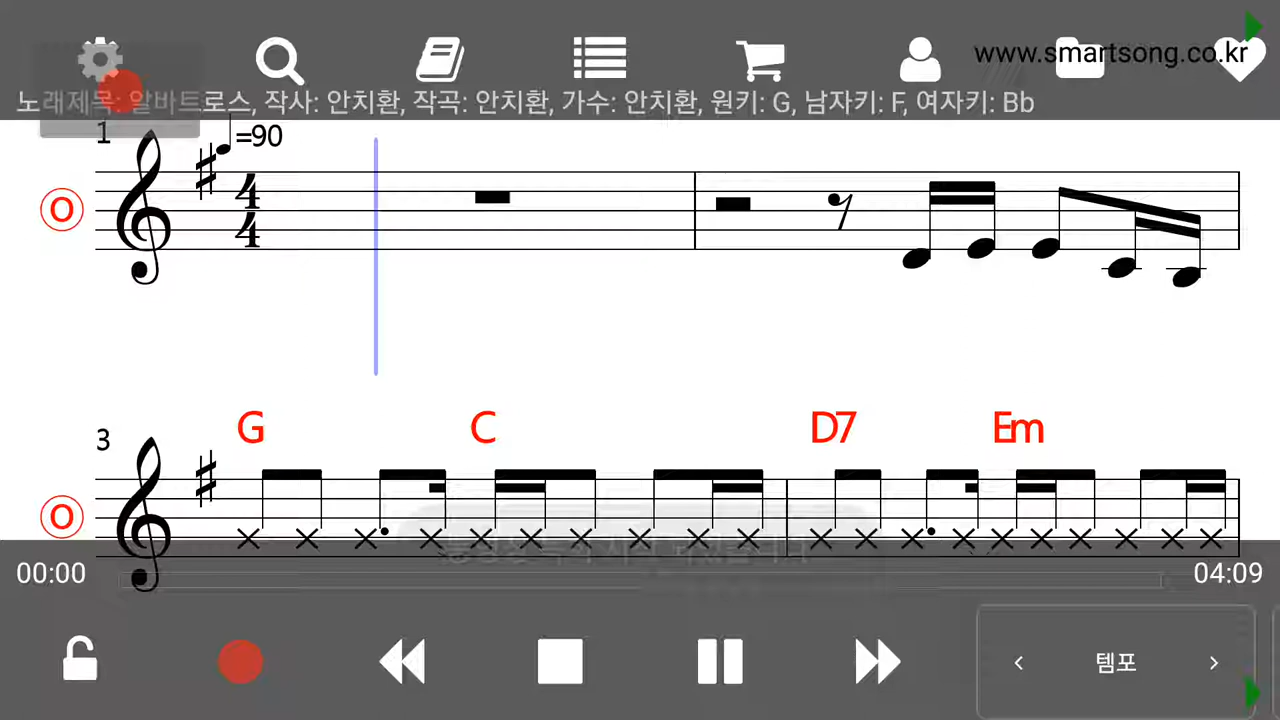 www.smartsong.co.kr
노래제목: 알바트로스, 작사: 안치환, 작곡: 안치환, 가수: 안치환, 원키: G, 남자키: F, 여자키: Bb
1
=90
4
4
O
G C D7 Em
3
O
00:00 04:09
< 템포 >